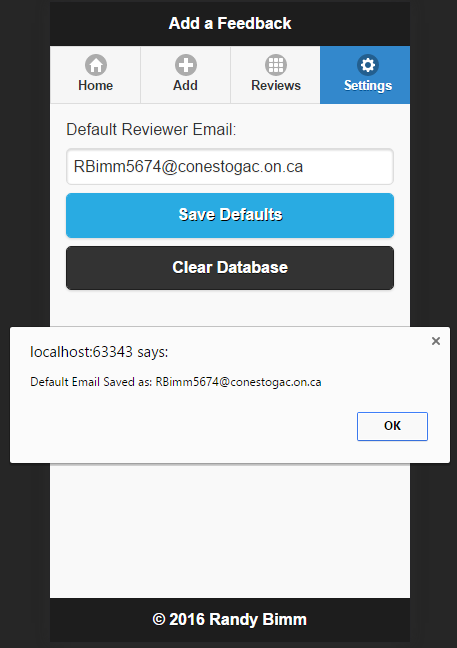 Add a Feedback
Home Add Reviews Settings
Default Reviewer Email:
RBimm5674@conestogac.on.ca
Save Defaults
Clear Database
localhost:63343 says:
Default Email Saved as: RBimm5674@conestogac.on.ca
OK
© 2016 Randy Bimm